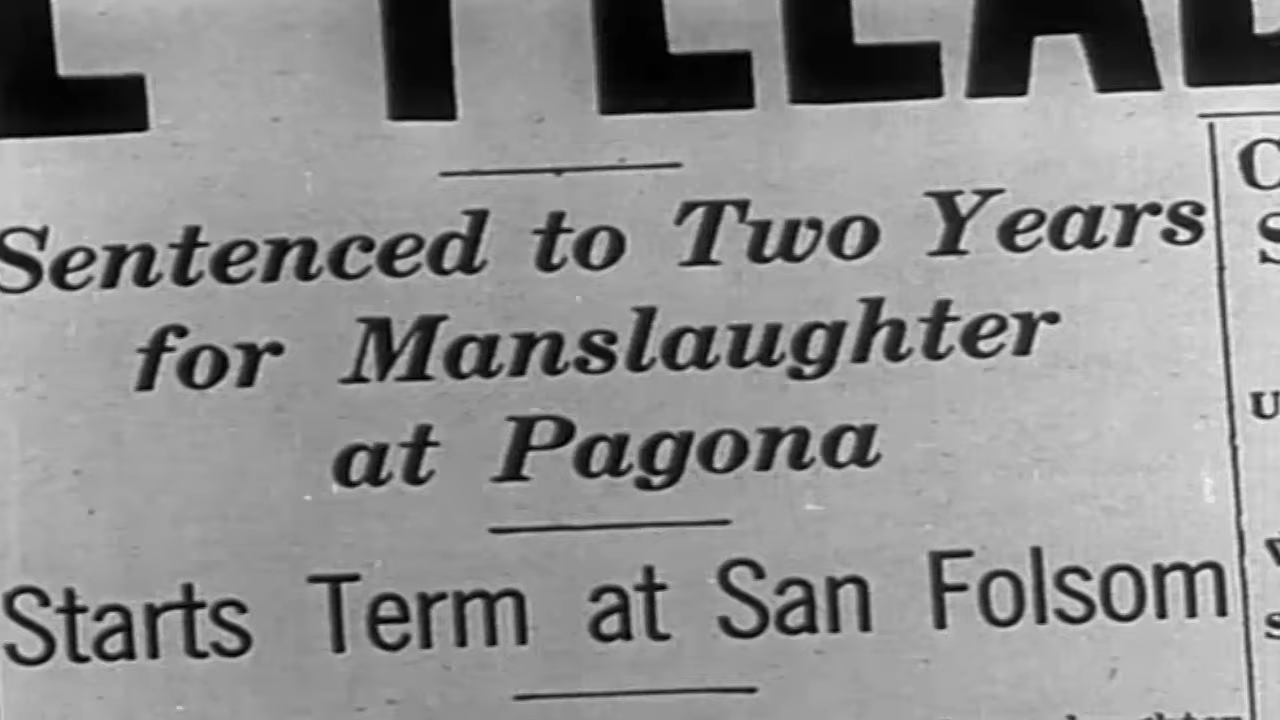 Sentenced to Two Years
for Manslaughter
at Pagona
Starts Term at San Folsom